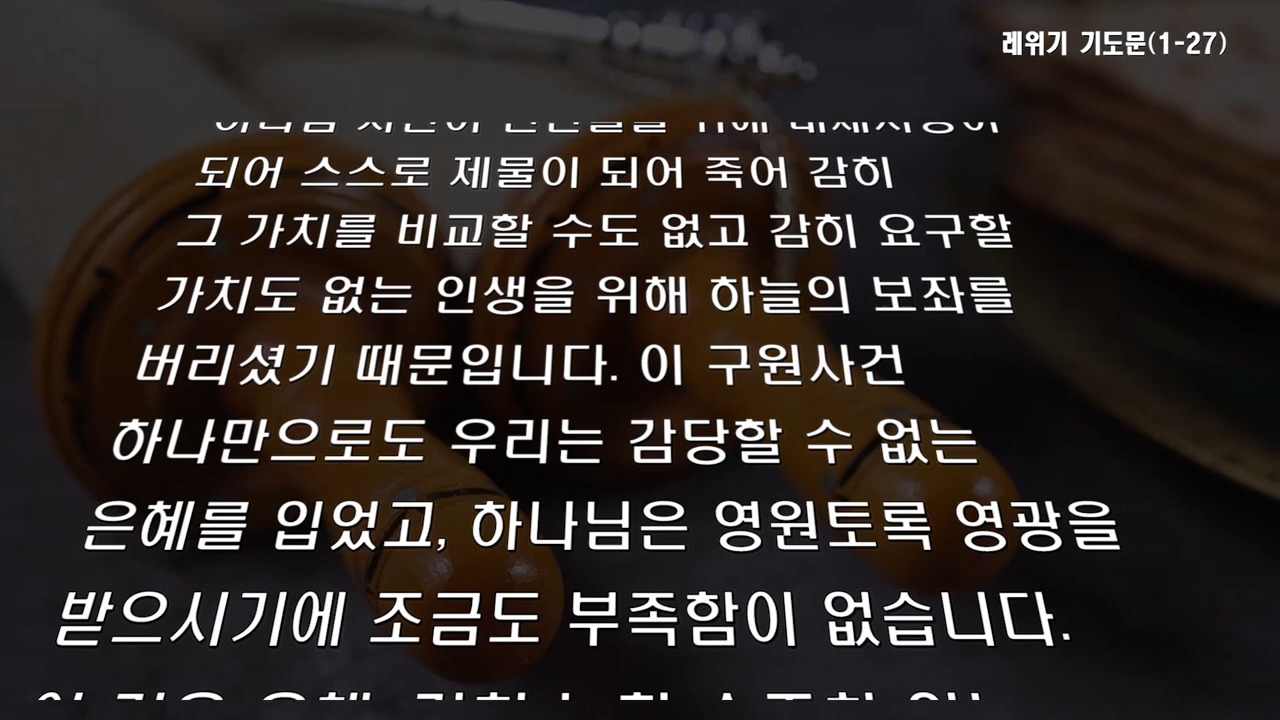 레위기 기도문(1-27)
되어 스스로 제물이 되어 죽어 감히
그 가치를 비교할 수도 없고 감히 요구할
가치도 없는 인생을 위해 하늘의 보좌를
버리셨기 때문입니다. 이 구원사건
하나만으로도 우리는 감당할 수 없는
은혜를 입었고, 하나님은 영원토록 영광을
받으시기에 조금도 부족함이 없습니다.